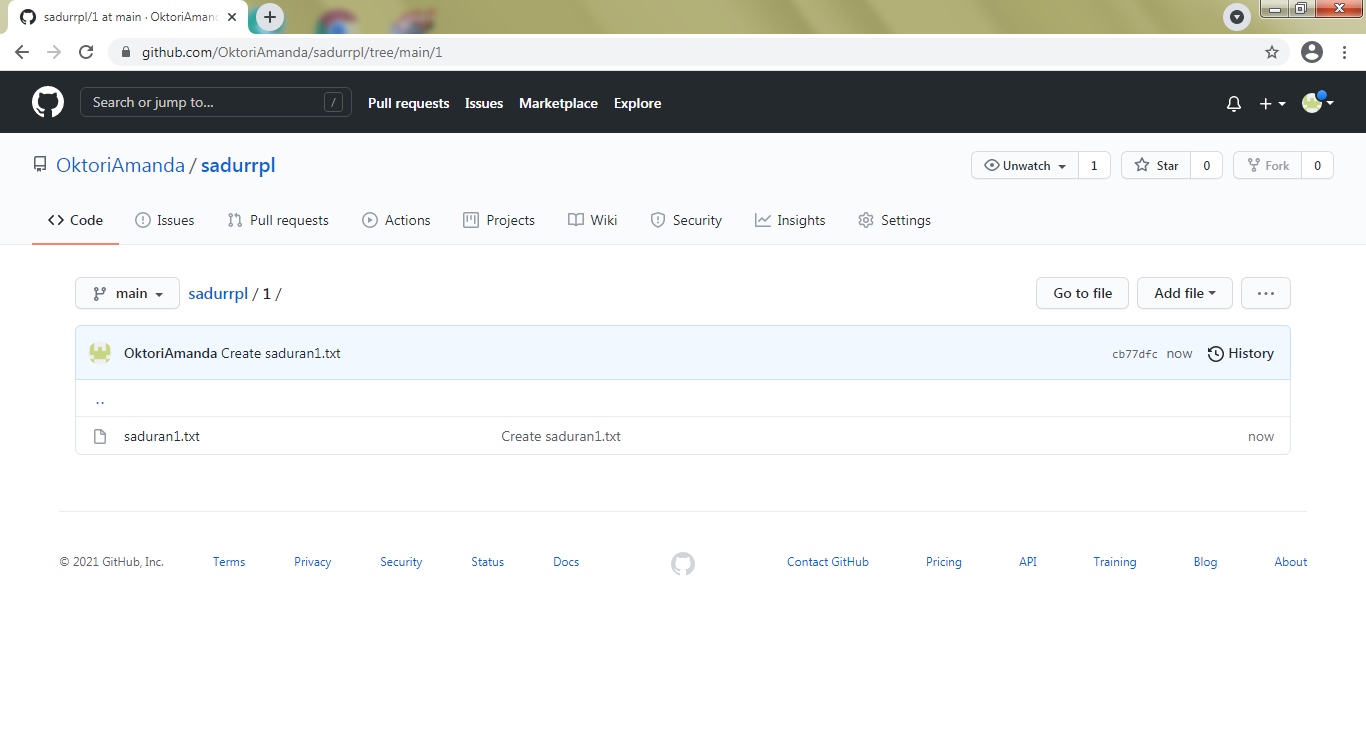 sadurrpl/1 at main · OktoriAmand
github.com/OktoriAmanda/sadurrpl/tree/main/1
Search or jump to... / Pull requests Issues Marketplace Explore
OktoriAmanda / sadurrpl Unwatch 1 Star 0 Fork 0
Code Issues Pull requests Actions Projects Wiki Security Insights Settings
main sadurrpl / 1 / Go to file Add file ...
OktoriAmanda Create saduran1.txt cb77dfc now History
..
saduran1.txt Create saduran1.txt now
© 2021 GitHub, Inc. Terms Privacy Security Status Docs Contact GitHub Pricing API Training Blog About